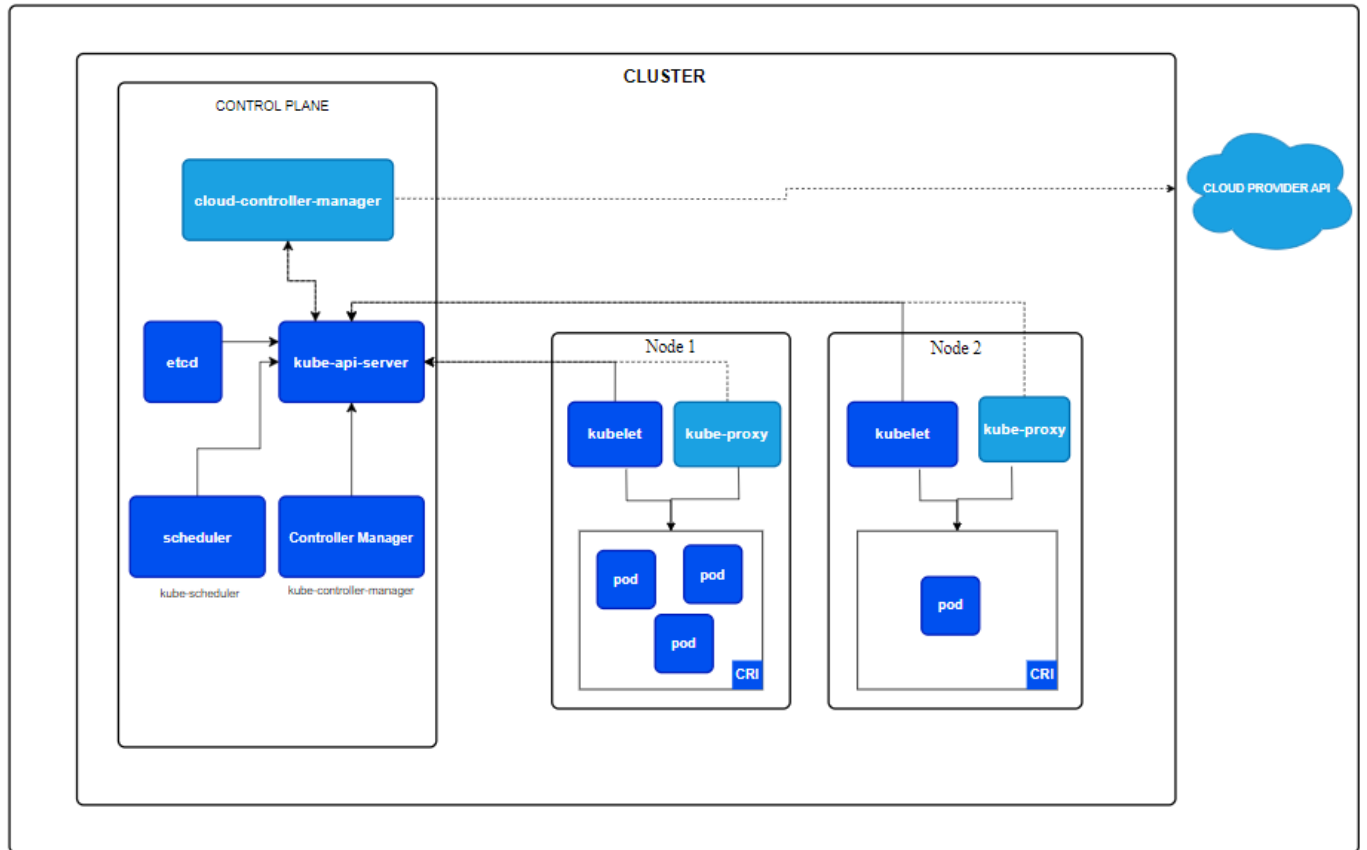 CLUSTER
CONTROL PLANE
cloud-controller-manager
CLOUD PROVIDER API
etcd
kube-api-server
scheduler
kube-scheduler
Controller Manager
kube-controller-manager
Node 1
kubelet
kube-proxy
pod
pod
pod
CRI
Node 2
kubelet
kube-proxy
pod
CRI